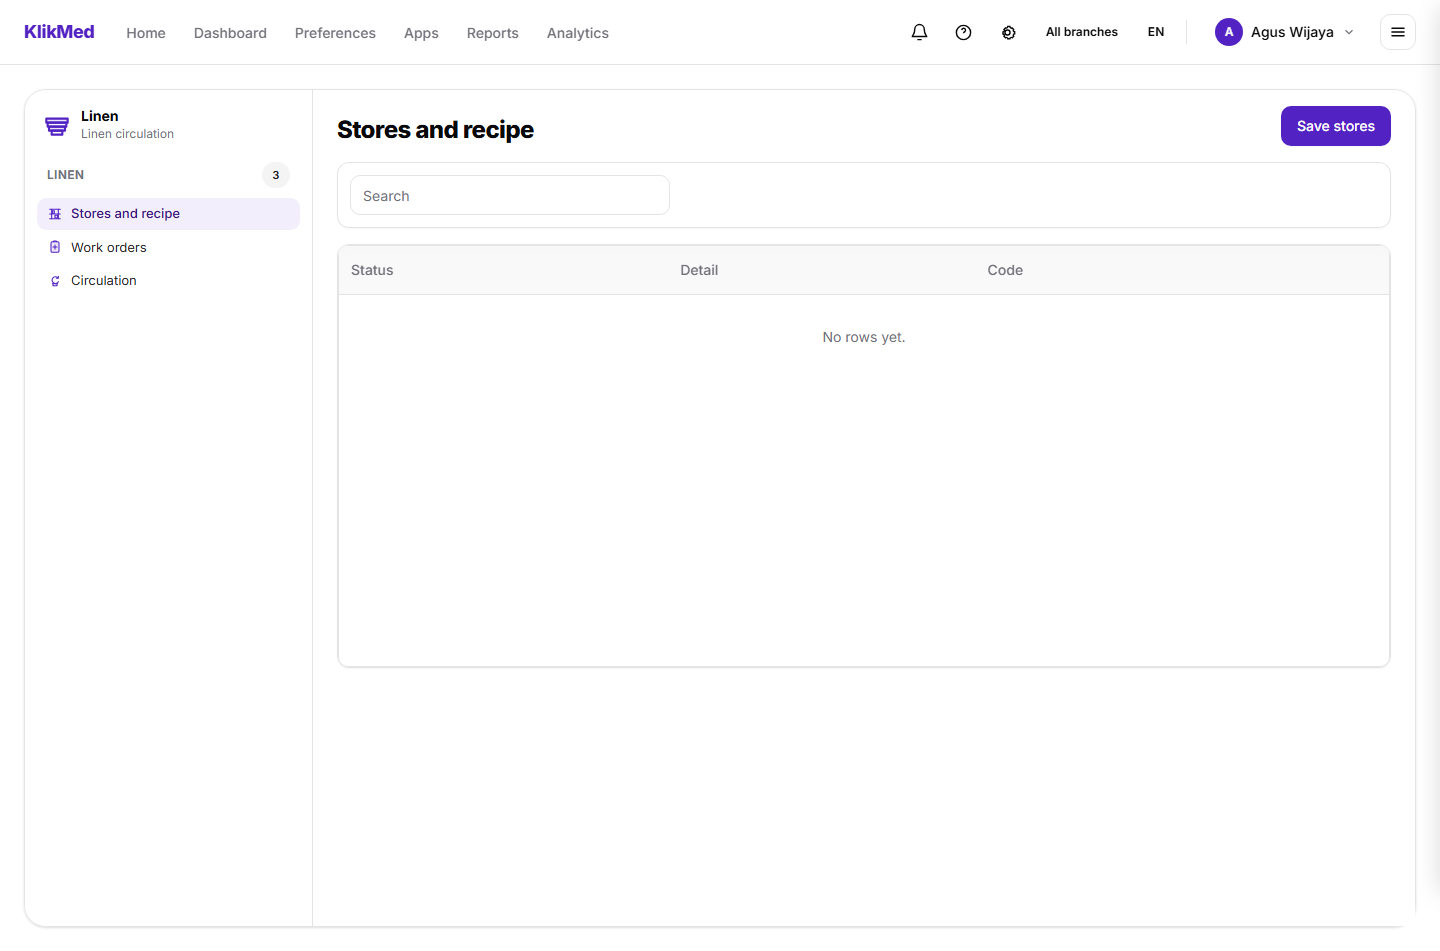 KlikMed
Home
Dashboard
Preferences
Apps
Reports
Analytics
All branches
EN
A
Agus Wijaya
Linen
Linen circulation
LINEN
3
Stores and recipe
Work orders
Circulation
Stores and recipe
Save stores
Search
Status
Detail
Code
No rows yet.